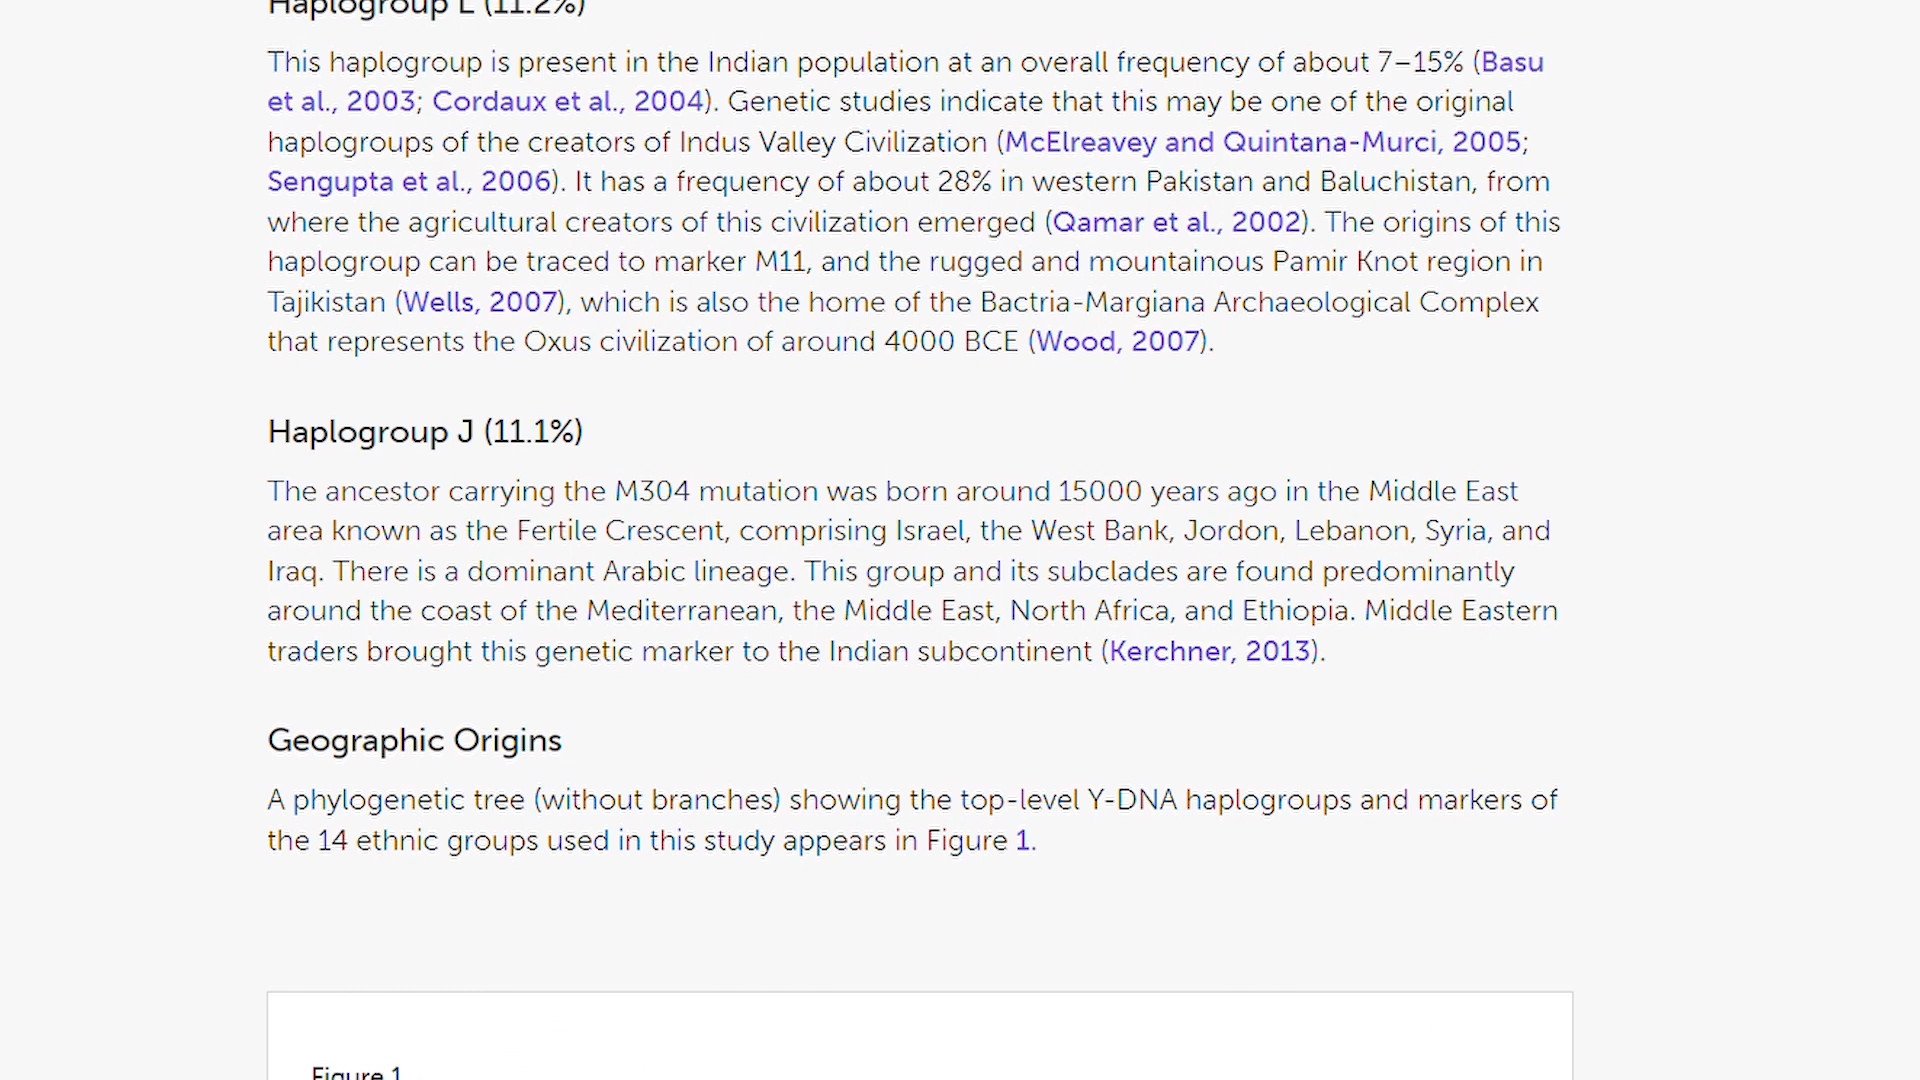 Haplogroup L (11.2%)
This haplogroup is present in the Indian population at an overall frequency of about 7–15% (Basu
et al., 2003; Cordaux et al., 2004). Genetic studies indicate that this may be one of the original
haplogroups of the creators of Indus Valley Civilization (McElreavey and Quintana-Murci, 2005;
Sengupta et al., 2006). It has a frequency of about 28% in western Pakistan and Baluchistan, from
where the agricultural creators of this civilization emerged (Qamar et al., 2002). The origins of this
haplogroup can be traced to marker M11, and the rugged and mountainous Pamir Knot region in
Tajikistan (Wells, 2007), which is also the home of the Bactria-Margiana Archaeological Complex
that represents the Oxus civilization of around 4000 BCE (Wood, 2007).
Haplogroup J (11.1%)
The ancestor carrying the M304 mutation was born around 15000 years ago in the Middle East
area known as the Fertile Crescent, comprising Israel, the West Bank, Jordon, Lebanon, Syria, and
Iraq. There is a dominant Arabic lineage. This group and its subclades are found predominantly
around the coast of the Mediterranean, the Middle East, North Africa, and Ethiopia. Middle Eastern
traders brought this genetic marker to the Indian subcontinent (Kerchner, 2013).
Geographic Origins
A phylogenetic tree (without branches) showing the top-level Y-DNA haplogroups and markers of
the 14 ethnic groups used in this study appears in Figure 1.
Figure 1